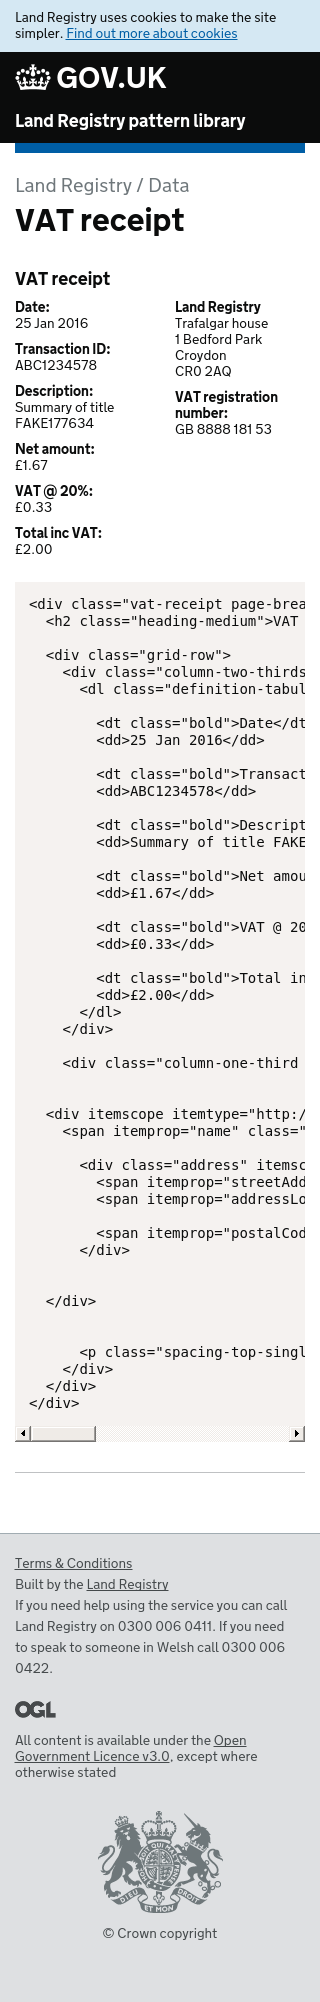 Land Registry uses cookies to make the site
simpler. Find out more about cookies
GOV.UK
Land Registry pattern library
Land Registry / Data
VAT receipt
VAT receipt
Date:
25 Jan 2016
Transaction ID:
ABC1234578
Description:
Summary of title
FAKE177634
Net amount:
£1.67
VAT @ 20%:
£0.33
Total inc VAT:
£2.00
Land Registry
Trafalgar house
1 Bedford Park
Croydon
CR0 2AQ
VAT registration
number:
GB 8888 181 53
<div class="vat-receipt page-brea
<h2 class="heading-medium">VAT
<div class="grid-row">
<div class="column-two-thirds
<dl class="definition-tabul
<dt class="bold">Date</dt
<dd>25 Jan 2016</dd>
<dt class="bold">Transact
<dd>ABC1234578</dd>
<dt class="bold">Descript
<dd>Summary of title FAKE
<dt class="bold">Net amou
<dd>£1.67</dd>
<dt class="bold">VAT @ 20
<dd>£0.33</dd>
<dt class="bold">Total in
<dd>£2.00</dd>
</dl>
</div>
<div class="column-one-third
<div itemscope itemtype="http:/
<span itemprop="name" class="
<div class="address" itemsc
<span itemprop="streetAdd
<span itemprop="addressLo
<span itemprop="postalCod
</div>
</div>
<p class="spacing-top-singl
</div>
</div>
</div>
Terms & Conditions
Built by the Land Registry
If you need help using the service you can call
Land Registry on 0300 006 0411. If you need
to speak to someone in Welsh call 0300 006
0422.
OGL
All content is available under the Open
Government Licence v3.0, except where
otherwise stated
DIEU ET MON DROIT
© Crown copyright